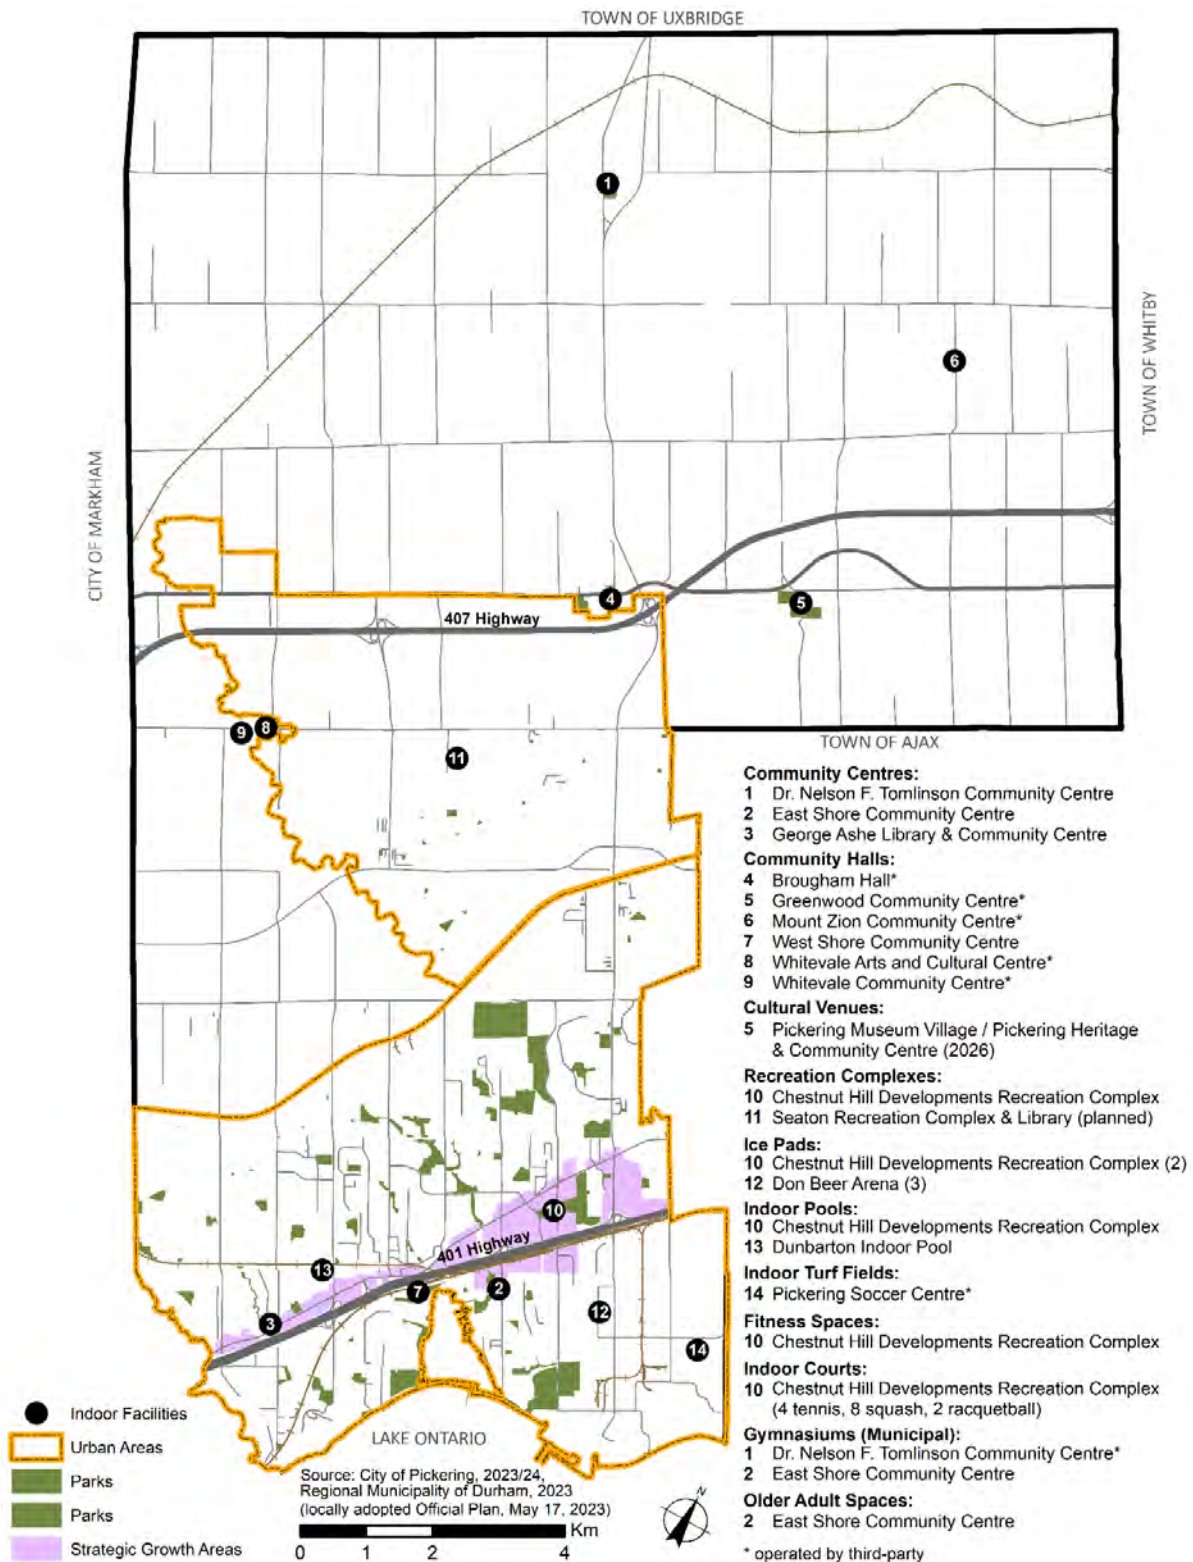 TOWN OF UXBRIDGE
1
TOWN OF WHITBY
6
CITY OF MARKHAM
4
5
407 Highway
9
8
11
TOWN OF AJAX
Community Centres:
1 Dr. Nelson F. Tomlinson Community Centre
2 East Shore Community Centre
3 George Ashe Library & Community Centre
Community Halls:
4 Brougham Hall*
5 Greenwood Community Centre*
6 Mount Zion Community Centre*
7 West Shore Community Centre
8 Whitevale Arts and Cultural Centre*
9 Whitevale Community Centre*
Cultural Venues:
5 Pickering Museum Village / Pickering Heritage
& Community Centre (2026)
Recreation Complexes:
10 Chestnut Hill Developments Recreation Complex
11 Seaton Recreation Complex & Library (planned)
Ice Pads:
10 Chestnut Hill Developments Recreation Complex (2)
12 Don Beer Arena (3)
Indoor Pools:
10 Chestnut Hill Developments Recreation Complex
13 Dunbarton Indoor Pool
Indoor Turf Fields:
14 Pickering Soccer Centre*
Fitness Spaces:
10 Chestnut Hill Developments Recreation Complex
Indoor Courts:
10 Chestnut Hill Developments Recreation Complex
(4 tennis, 8 squash, 2 racquetball)
Gymnasiums (Municipal):
1 Dr. Nelson F. Tomlinson Community Centre*
2 East Shore Community Centre
Older Adult Spaces:
2 East Shore Community Centre
* operated by third-party
10
401 Highway
13
7
2
3
12
14
LAKE ONTARIO
Indoor Facilities
Urban Areas
Parks
Parks
Strategic Growth Areas
Source: City of Pickering, 2023/24,
Regional Municipality of Durham, 2023
(locally adopted Official Plan, May 17, 2023)
Km
0 1 2 4
N